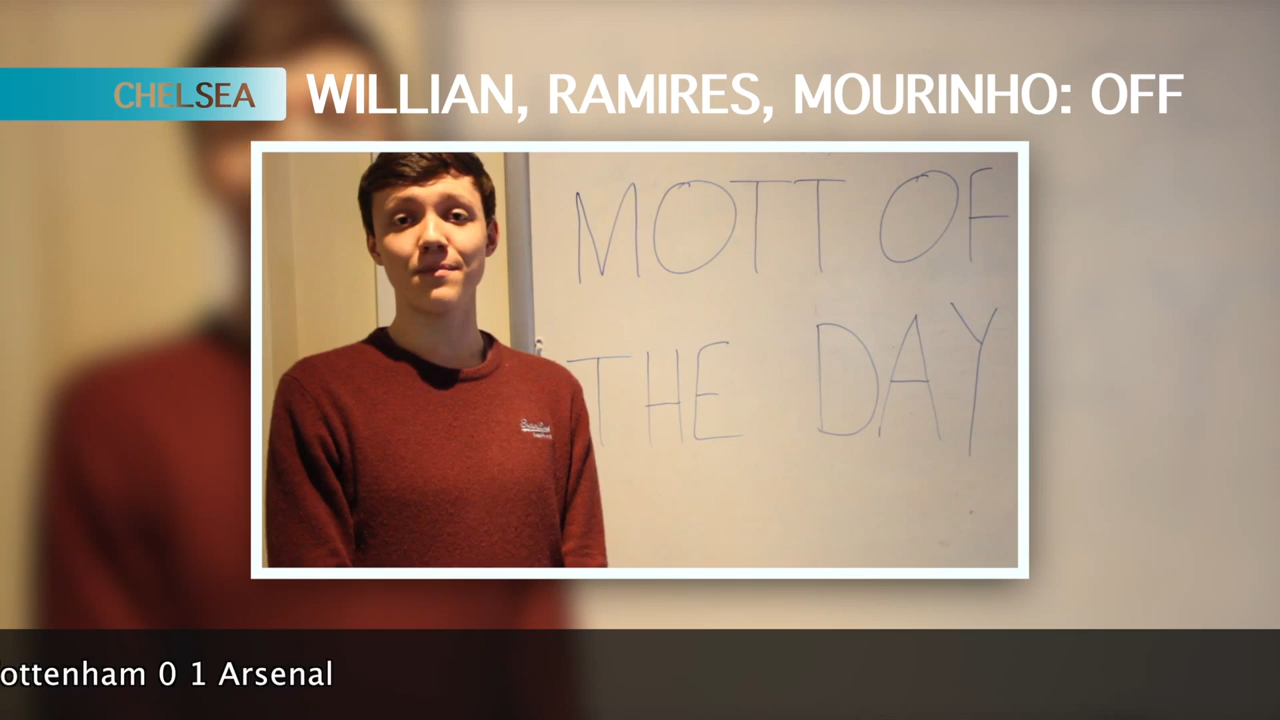 CHELSEA
WILLIAN, RAMIRES, MOURINHO: OFF
MOTT OF
THE DAY
ottenham 0 1 Arsenal